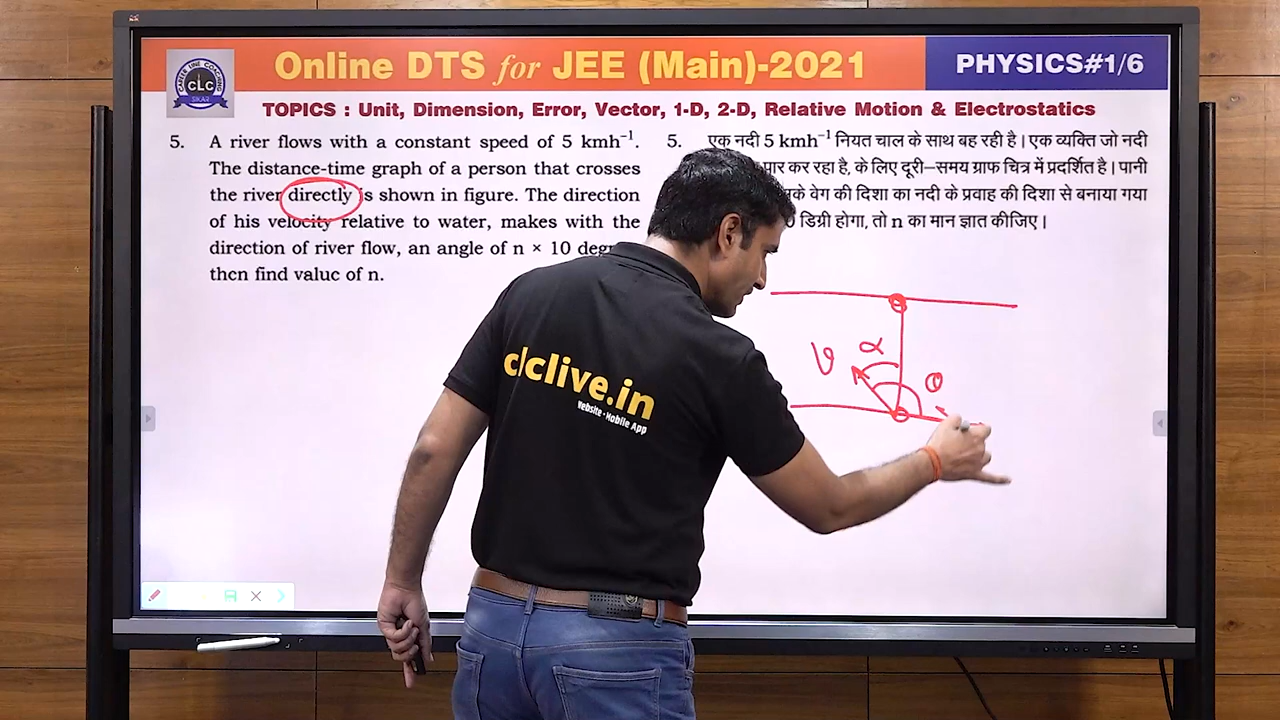 Online DTS for JEE (Main)-2021
PHYSICS#1/6
CLC
SIKAR
TOPICS : Unit, Dimension, Error, Vector, 1-D, 2-D, Relative Motion & Electrostatics
5. A river flows with a constant speed of 5 kmh⁻¹.
The distance-time graph of a person that crosses
the river directly is shown in figure. The direction
of his velocity relative to water, makes with the
direction of river flow, an angle of n × 10
then find value of n.
5. एक नदी 5 kmh⁻¹ नियत चाल के साथ बह रही है। एक व्यक्ति जो नदी
कर रहा है, के लिए दूरी–समय ग्राफ चित्र में प्रदर्शित है। पानी
वेग की दिशा का नदी के प्रवाह की दिशा से बनाया गया
डिग्री होगा, तो n का मान ज्ञात कीजिए।
v
α
θ
clclive.in
Website - Mobile App